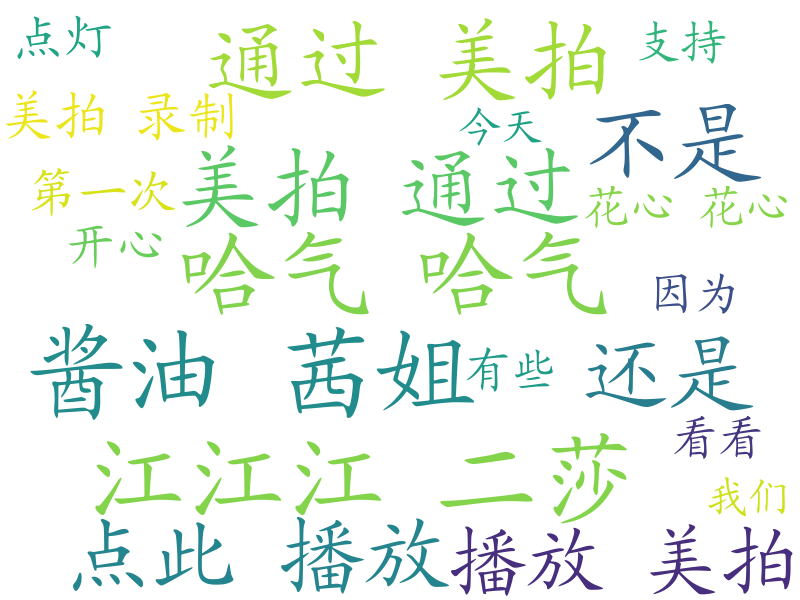 点灯
通过 美拍
支持
美拍 录制
今天
不是
第一次
美拍 通过
花心 花心
开心
哈气 哈气
因为
酱油 茜姐
有些
还是
看看
江江江 二莎
我们
点此 播放
播放 美拍